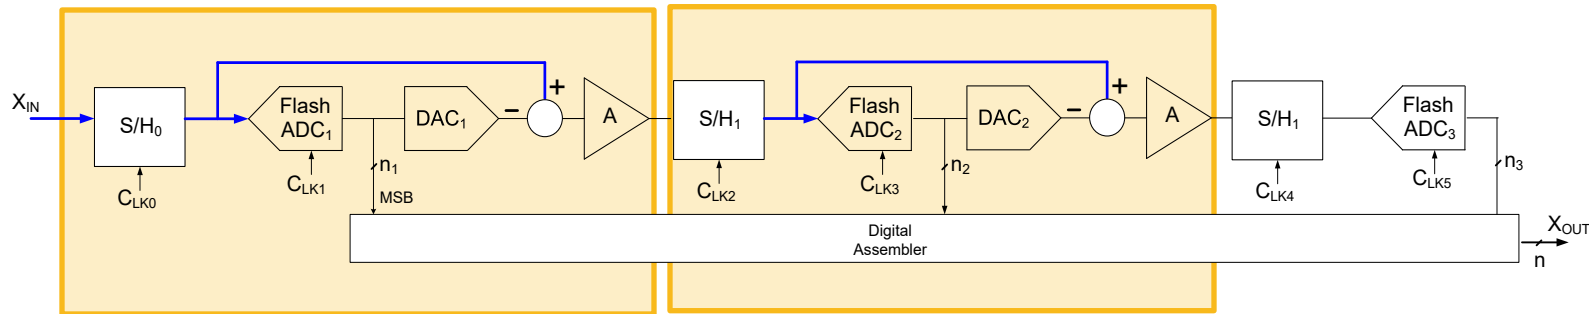 X_IN
S/H_0
C_LK0
Flash
ADC_1
C_LK1
n_1
MSB
DAC_1
−
+
A
S/H_1
C_LK2
Flash
ADC_2
C_LK3
n_2
DAC_2
−
+
A
S/H_1
C_LK4
Flash
ADC_3
C_LK5
n_3
Digital
Assembler
X_OUT
n